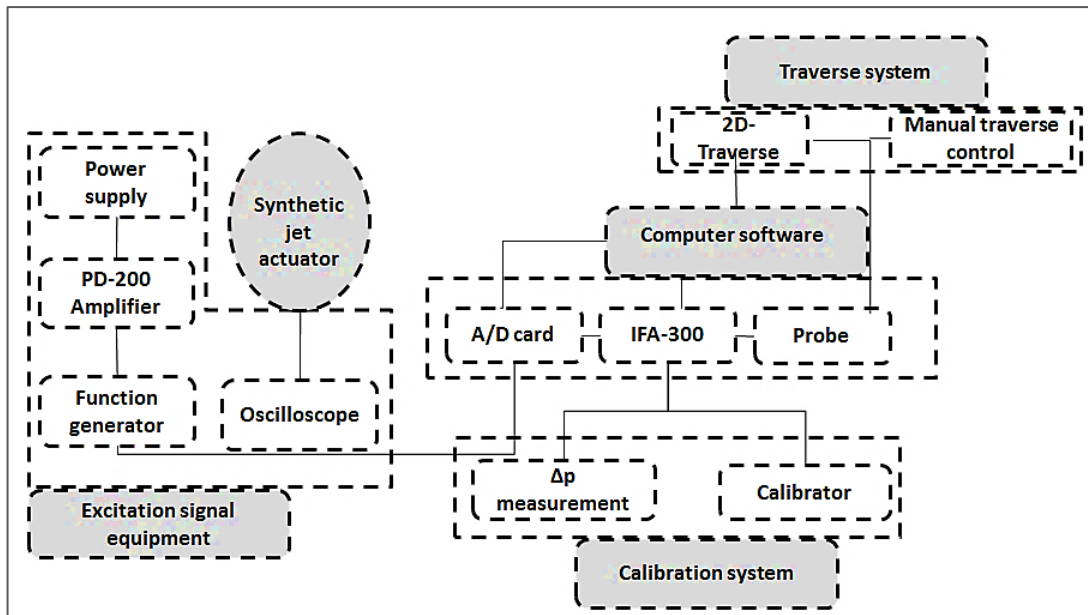 Traverse system
2D-
Traverse
Manual traverse
control
Power
supply
Synthetic
jet
actuator
Computer software
PD-200
Amplifier
A/D card
IFA-300
Probe
Function
generator
Oscilloscope
Δp
measurement
Calibrator
Excitation signal
equipment
Calibration system